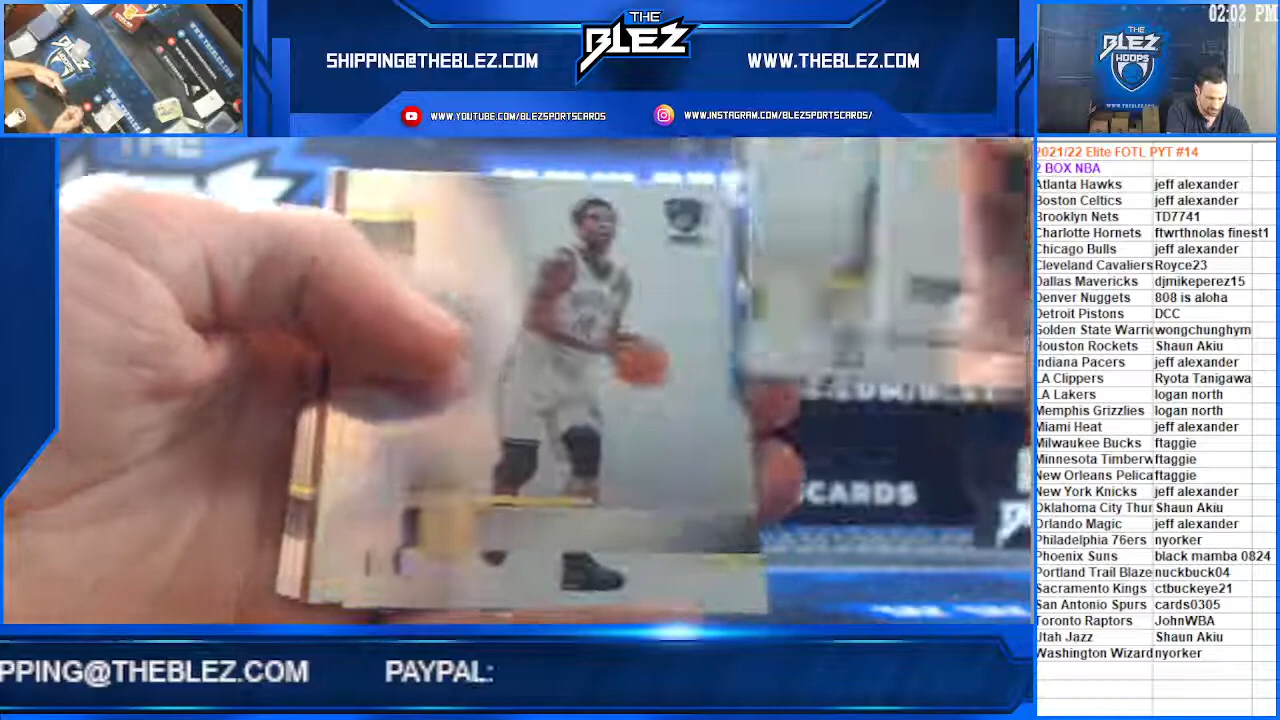 02:02 PM
THE
BLEZ
SHIPPING@THEBLEZ.COM
WWW.THEBLEZ.COM
WWW.YOUTUBE.COM/BLEZSPORTSCARDS
WWW.INSTAGRAM.COM/BLEZSPORTSCARDS/
THE
BLEZ
HOOPS
2021/22 Elite FOTL PYT #14
2 BOX NBA
Atlanta Hawks jeff alexander
Boston Celtics jeff alexander
Brooklyn Nets TD7741
Charlotte Hornets ftwrthnolas finest1
Chicago Bulls jeff alexander
Cleveland Cavaliers Royce23
Dallas Mavericks djmikeperez15
Denver Nuggets 808 is aloha
Detroit Pistons DCC
Golden State Warri wongchunghym
Houston Rockets Shaun Akiu
Indiana Pacers jeff alexander
LA Clippers Ryota Tanigawa
LA Lakers logan north
Memphis Grizzlies logan north
Miami Heat jeff alexander
Milwaukee Bucks ftaggie
Minnesota Timberw ftaggie
New Orleans Pelica ftaggie
New York Knicks jeff alexander
Oklahoma City Thur Shaun Akiu
Orlando Magic jeff alexander
Philadelphia 76ers nyorker
Phoenix Suns black mamba 0824
Portland Trail Blaze nuckbuck04
Sacramento Kings ctbuckeye21
San Antonio Spurs cards0305
Toronto Raptors JohnWBA
Utah Jazz Shaun Akiu
Washington Wizard nyorker
THE
SCARDS
PPING@THEBLEZ.COM
PAYPAL: